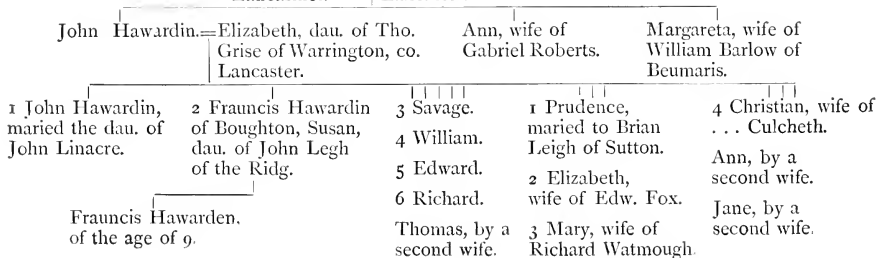 John Hawardin.=Elizabeth, dau. of Tho.
Grise of Warrington, co.
Lancaster.
Ann, wife of
Gabriel Roberts.
Margareta, wife of
William Barlow of
Beumaris.
1 John Hawardin,
maried the dau. of
John Linacre.
2 Frauncis Hawardin
of Boughton, Susan,
dau. of John Legh
of the Ridg.
Frauncis Hawarden,
of the age of 9.
3 Savage.
4 William.
5 Edward.
6 Richard.
Thomas, by a
second wife.
1 Prudence,
maried to Brian
Leigh of Sutton.
2 Elizabeth,
wife of Edw. Fox.
3 Mary, wife of
Richard Watmough.
4 Christian, wife of
... Culcheth.
Ann, by a
second wife.
Jane, by a
second wife.